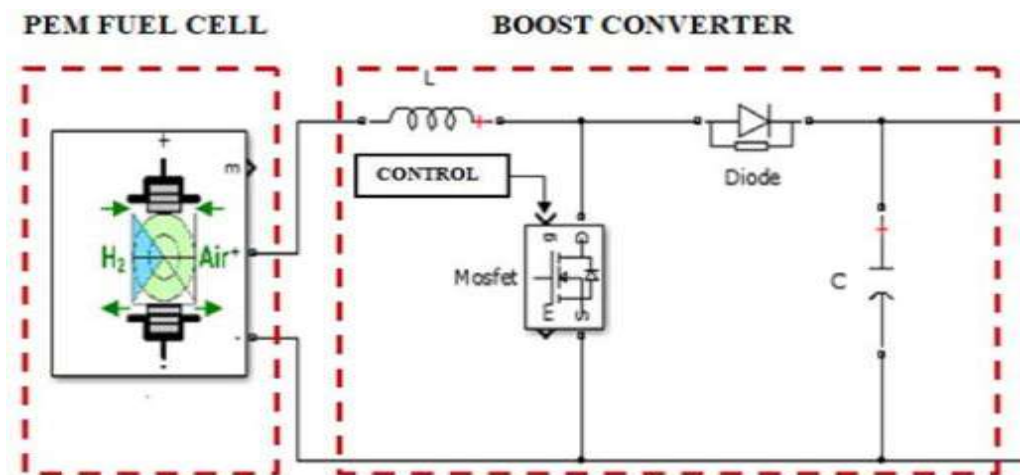 PEM FUEL CELL
BOOST CONVERTER
L
+
m
CONTROL
Diode
H2
Air
+
+
g
D
Mosfet
m
S
C
-
-